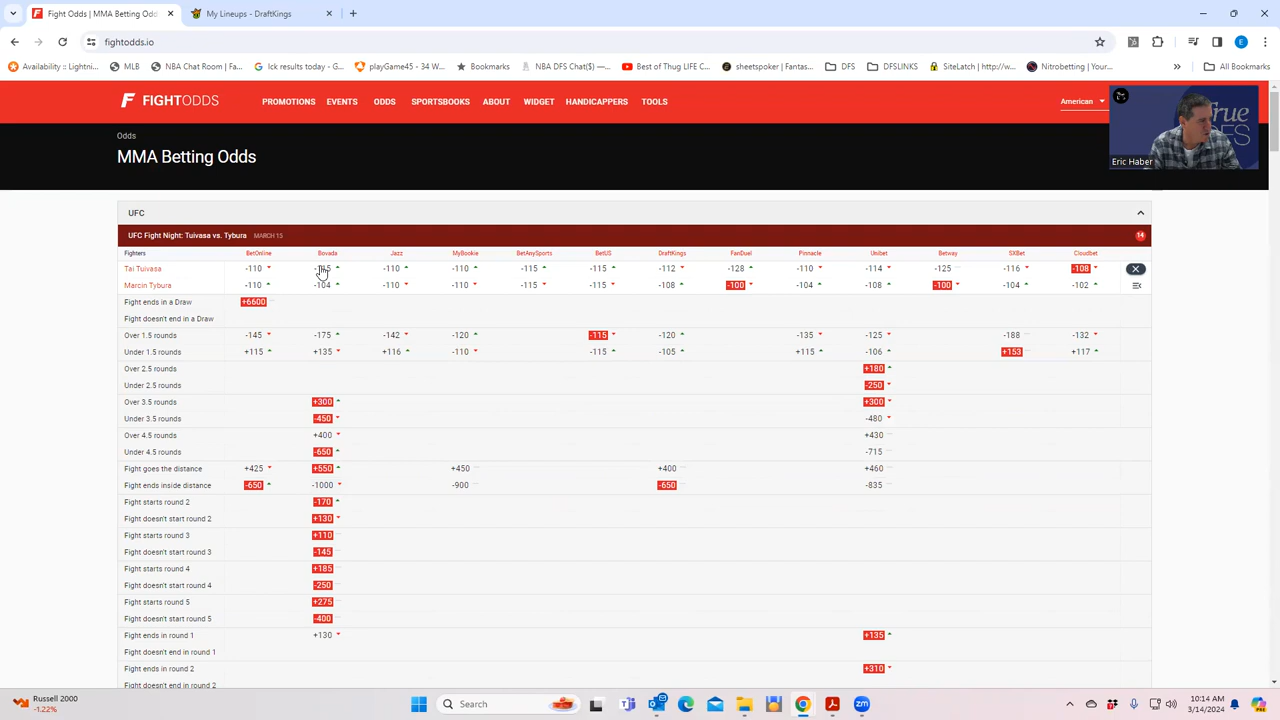 Fight Odds | MMA Betting Odd
My Lineups - DraftKings
fightodds.io
Availability :: Lightni...
MLB
NBA Chat Room | Fa...
Ick results today - G...
playGame45 - 34 W...
Bookmarks
NBA DFS Chat($) —...
Best of Thug LIFE C...
sheetspoker | Fantas...
DFS
DFSLINKS
SiteLatch | http://w...
Nitrobetting | Your...
»
All Bookmarks
FIGHTODDS
PROMOTIONS EVENTS ODDS SPORTSBOOKS ABOUT WIDGET HANDICAPPERS TOOLS
American
Eric Haber
Odds
MMA Betting Odds
UFC
UFC Fight Night: Tuivasa vs. Tybura MARCH 15 14
Fighters BetOnline Bovada Jazz MyBookie BetAnySports BetUS DraftKings FanDuel Pinnacle Unibet Betway SXBet Cloudbet
Tai Tuivasa -110 -110 -110 -115 -115 -112 -128 -110 -114 -125 -116 -108
Marcin Tybura -110 -104 -110 -110 -115 -115 -108 -100 -104 -108 -100 -104 -102
Fight ends in a Draw +6600
Fight doesn't end in a Draw
Over 1.5 rounds -145 -175 -142 -120 -115 -120 -135 -125 -188 -132
Under 1.5 rounds +115 +135 +116 -110 -115 -105 +115 -106 +153 +117
Over 2.5 rounds +180
Under 2.5 rounds -250
Over 3.5 rounds +300 +300
Under 3.5 rounds -450 -480
Over 4.5 rounds +400 +430
Under 4.5 rounds -650 -715
Fight goes the distance +425 +550 +450 +400 +460
Fight ends inside distance -650 -1000 -900 -650 -835
Fight starts round 2 -170
Fight doesn't start round 2 +130
Fight starts round 3 +110
Fight doesn't start round 3 -145
Fight starts round 4 +185
Fight doesn't start round 4 -250
Fight starts round 5 +275
Fight doesn't start round 5 -400
Fight ends in round 1 +130 +135
Fight doesn't end in round 1
Fight ends in round 2 +310
Fight doesn't end in round 2
Russell 2000
-1.22%
Search
10:14 AM
3/14/2024